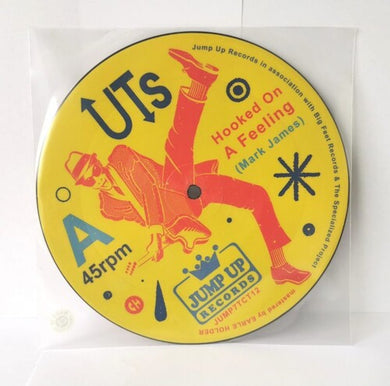 UTs
Hooked On
A Feeling
(Mark James)
Jump Up Records in association with Big Feet Records & The Specialized Project
A
45rpm
JUMP UP
RECORDS
JUMP7TCT12
mastered by EARLE HOLDER